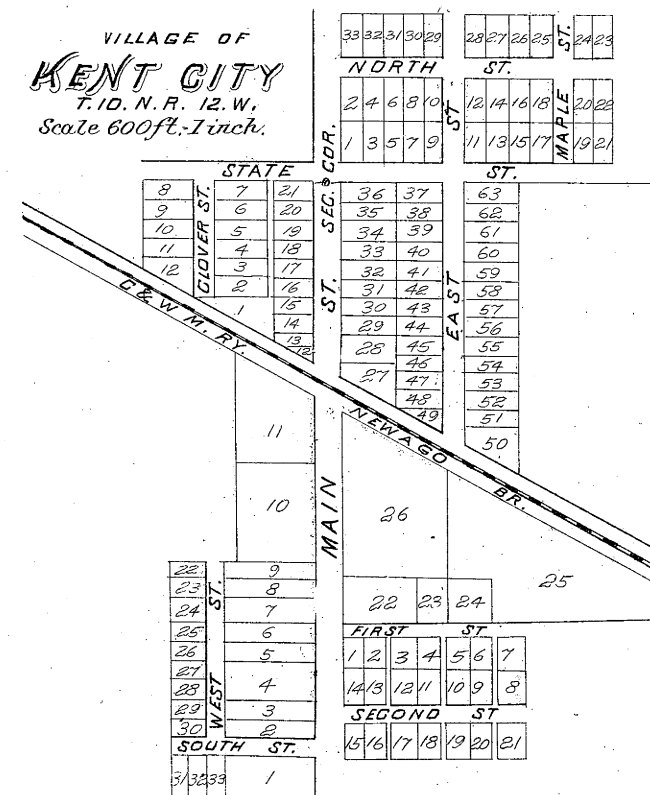 VILLAGE OF
KENT CITY
T.10. N. R. 12. W.
Scale 600ft.-1 inch.
33 32 31 30 29
28 27 26 25
ST.
24 23
NORTH ST.
2 4 6 8 10
12 14 16 18
20 22
ST
MAPLE
1 3 5 7 9
11 13 15 17
19 21
SEC. COR.
STATE
ST.
8
9
10
11
12
CLOVER ST.
7
6
5
4
3
2
1
21
20
19
18
17
16
15
14
13
12
ST.
36 37
35 38
34 39
33 40
32 41
31 42
30 43
29 44
28 45
46
27 47
48
49
EAST
63
62
61
60
59
58
57
56
55
54
53
52
51
50
C & W M. RY.
NEWAGO BR.
11
10
MAIN
26
25
22 23 24
22
23
24
25
26
27
28
29
30
WEST ST.
9
8
7
6
5
4
3
2
FIRST ST
1 2 3 4 5 6 7
14 13 12 11 10 9 8
SECOND ST
15 16 17 18 19 20 21
SOUTH ST.
31 32 33
1